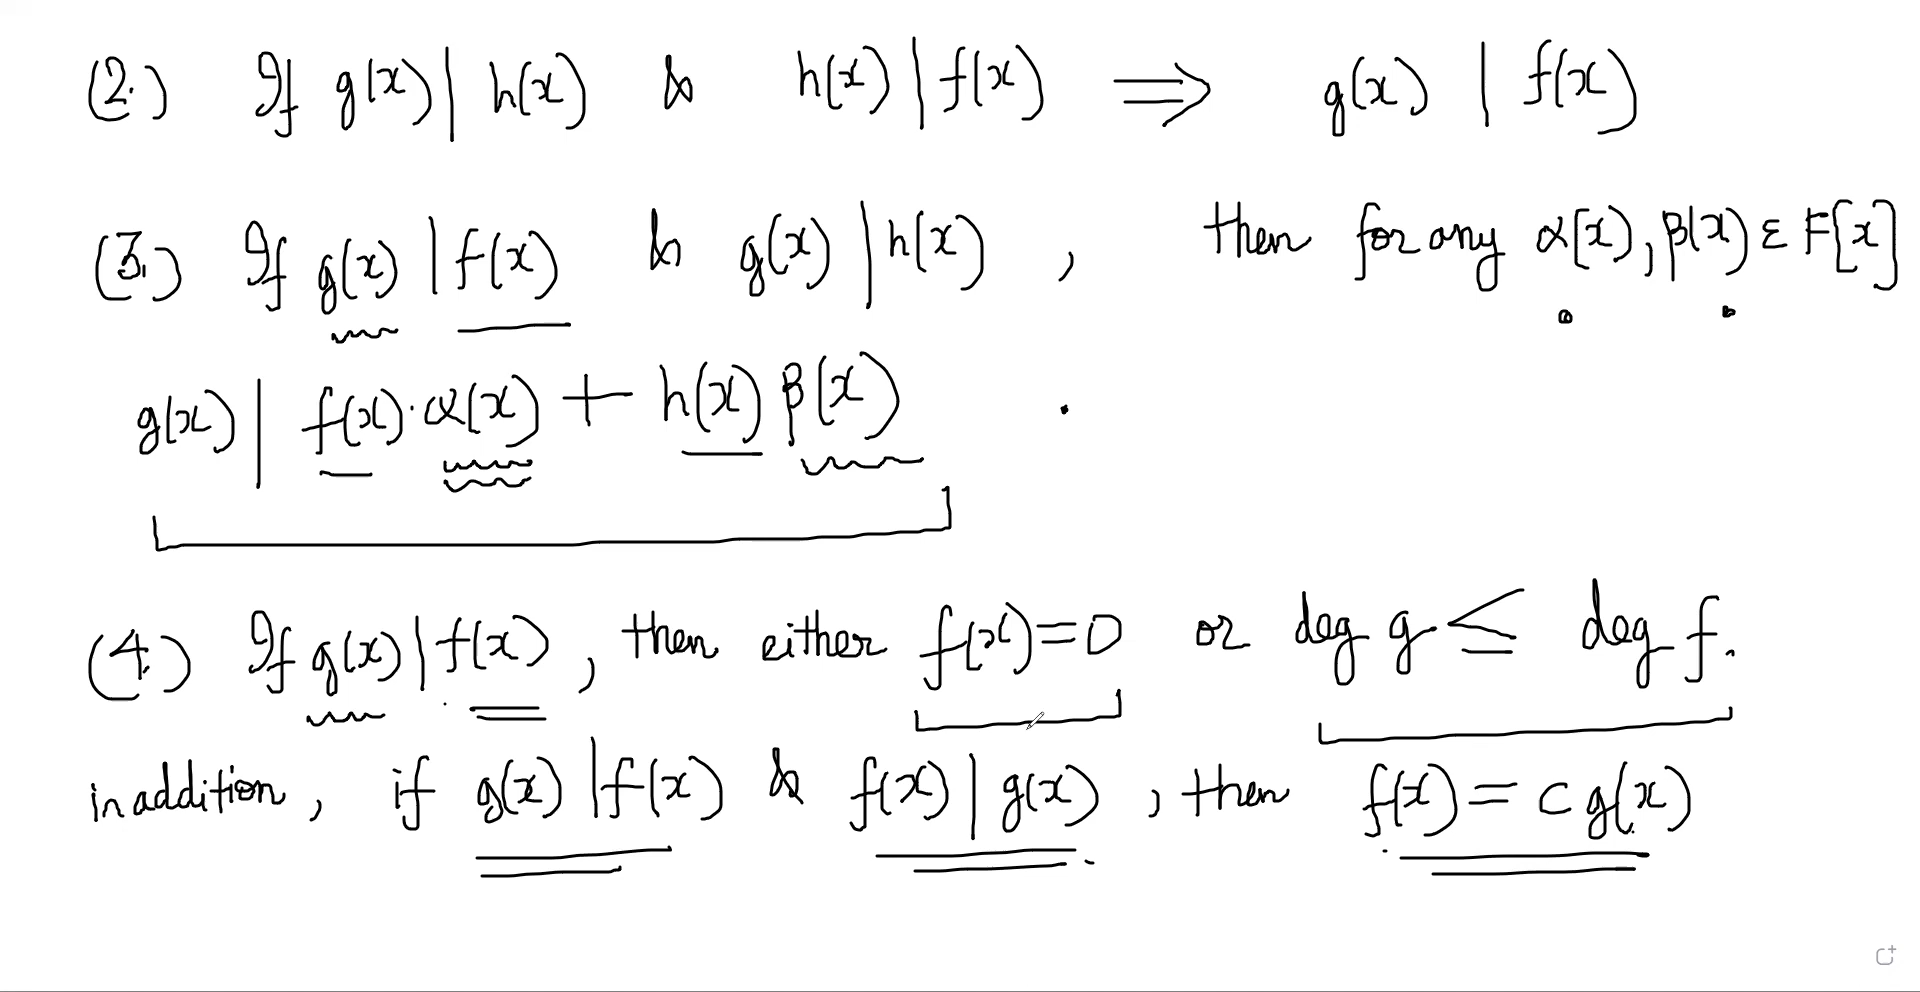 (2.) If g(x) | h(x) & h(x) | f(x) ⟹ g(x) | f(x)
(3.) If g(x) | f(x) & g(x) | h(x) , then for any α[x), β(x) ε F[x]
g(x) | f(x)·α(x) + h(x) β(x) .
(4.) If g(x) | f(x) , then either f(x)=0 or deg g ≤ deg f.
in addition , if g(x) | f(x) & f(x) | g(x) , then f(x) = c g(x)